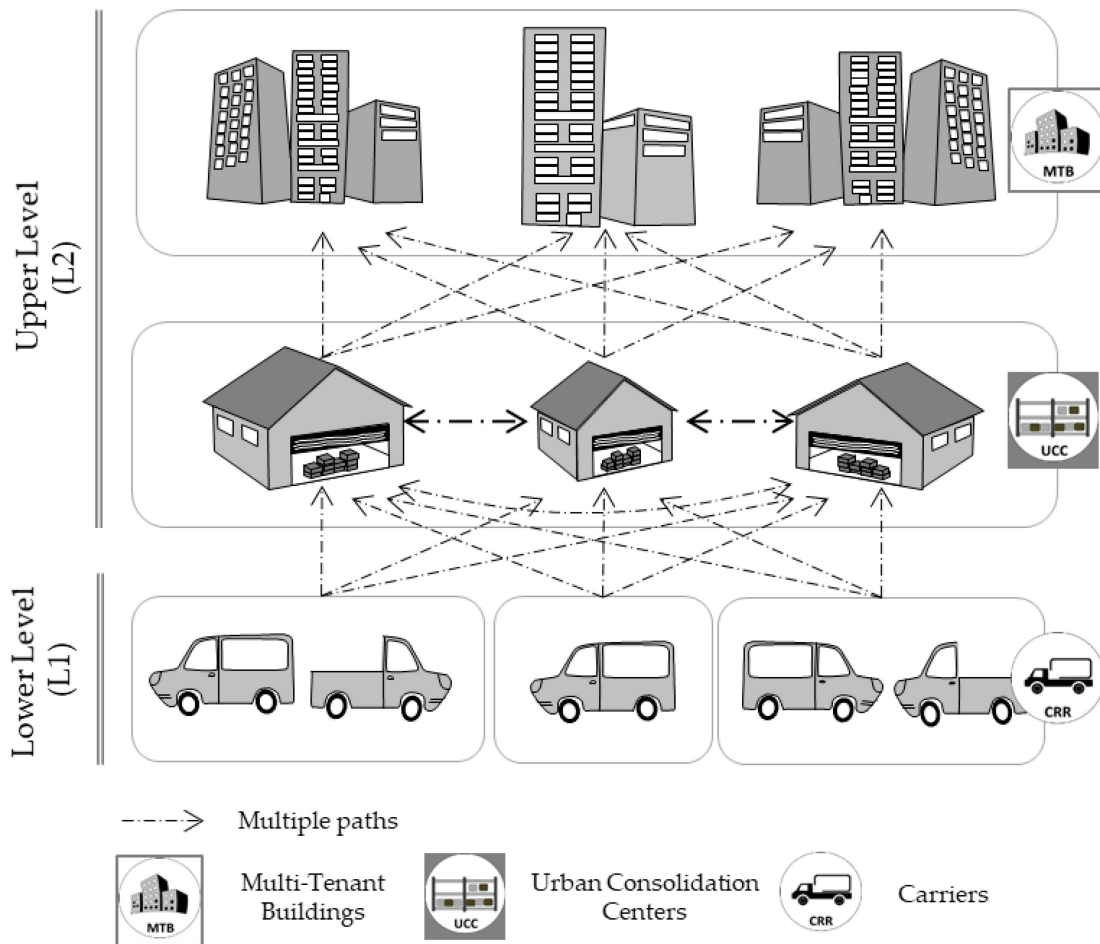 Upper Level
(L2)
MTB
UCC
Lower Level
(L1)
CRR
Multiple paths
MTB
Multi-Tenant
Buildings
UCC
Urban Consolidation
Centers
CRR
Carriers